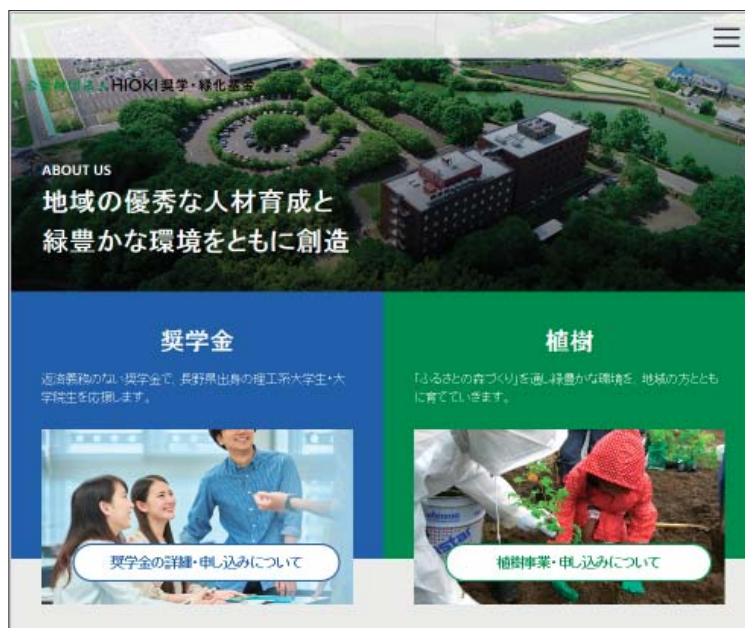 公益財団法人HIOKI奨学・緑化基金
ABOUT US
地域の優秀な人材育成と
緑豊かな環境をともに創造
奨学金
返済義務のない奨学金で、長野県出身の理工系大学生・大
学院生を応援します。
奨学金の詳細・申し込みについて
植樹
「ふるさとの森づくり」を通し緑豊かな環境を、地域の方ととも
に育てていきます。
植樹事業・申し込みについて